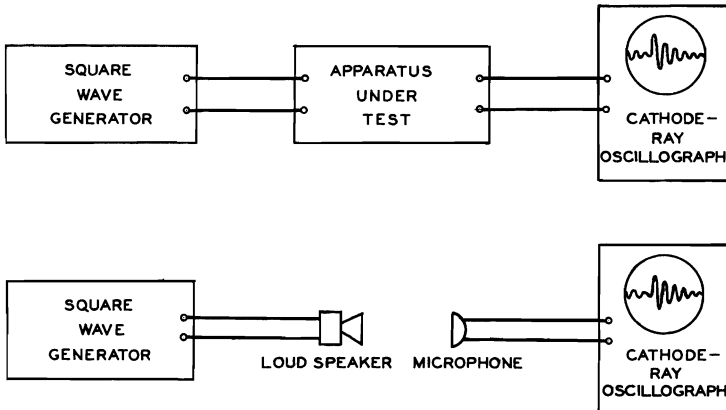 SQUARE
WAVE
GENERATOR
APPARATUS
UNDER
TEST
CATHODE-
RAY
OSCILLOGRAPH
SQUARE
WAVE
GENERATOR
LOUD SPEAKER
MICROPHONE
CATHODE-
RAY
OSCILLOGRAPH